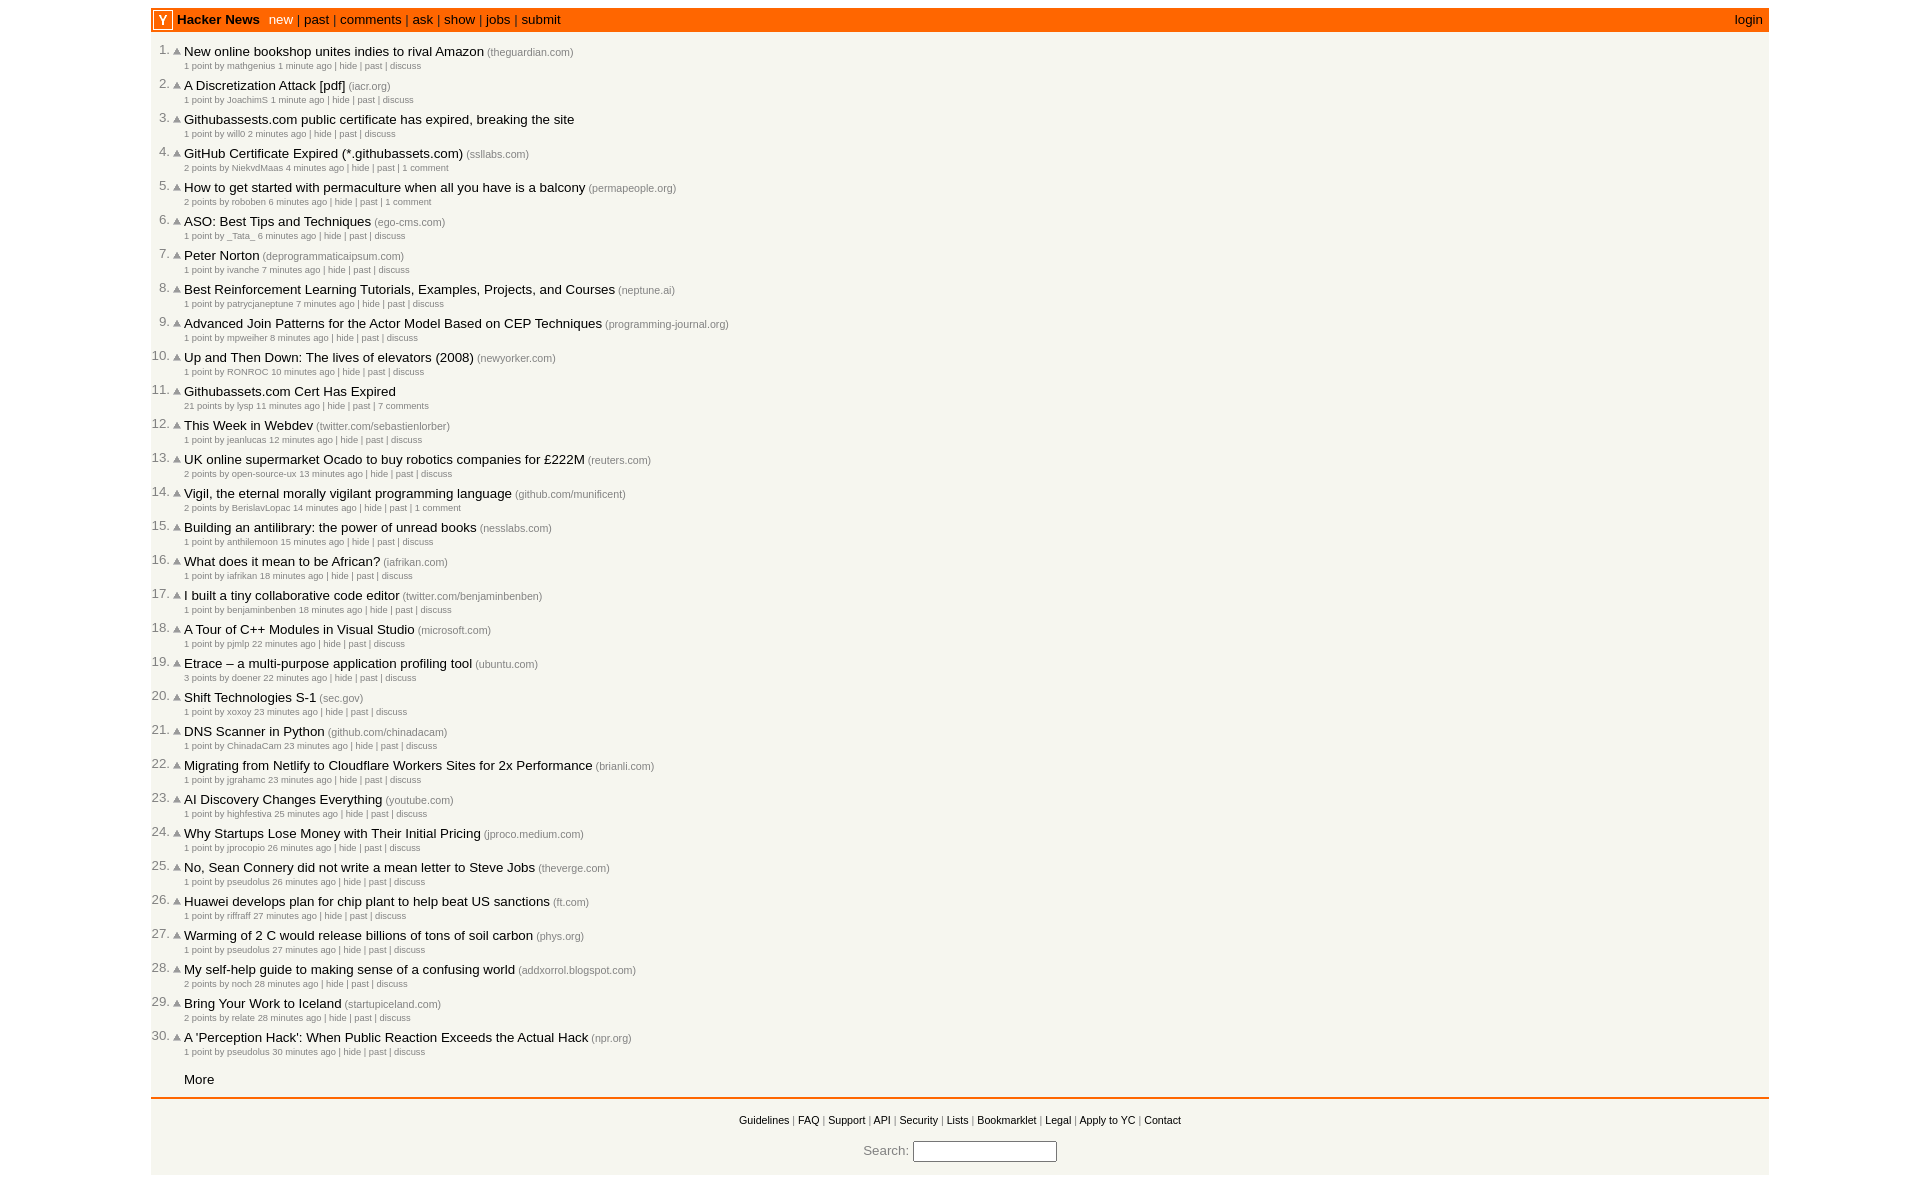 Y Hacker News new | past | comments | ask | show | jobs | submit login
1. New online bookshop unites indies to rival Amazon (theguardian.com)
1 point by mathgenius 1 minute ago | hide | past | discuss
2. A Discretization Attack [pdf] (iacr.org)
1 point by JoachimS 1 minute ago | hide | past | discuss
3. Githubassests.com public certificate has expired, breaking the site
1 point by will0 2 minutes ago | hide | past | discuss
4. GitHub Certificate Expired (*.githubassets.com) (ssllabs.com)
2 points by NiekvdMaas 4 minutes ago | hide | past | 1 comment
5. How to get started with permaculture when all you have is a balcony (permapeople.org)
2 points by roboben 6 minutes ago | hide | past | 1 comment
6. ASO: Best Tips and Techniques (ego-cms.com)
1 point by _Tata_ 6 minutes ago | hide | past | discuss
7. Peter Norton (deprogrammaticaipsum.com)
1 point by ivanche 7 minutes ago | hide | past | discuss
8. Best Reinforcement Learning Tutorials, Examples, Projects, and Courses (neptune.ai)
1 point by patrycjaneptune 7 minutes ago | hide | past | discuss
9. Advanced Join Patterns for the Actor Model Based on CEP Techniques (programming-journal.org)
1 point by mpweiher 8 minutes ago | hide | past | discuss
10. Up and Then Down: The lives of elevators (2008) (newyorker.com)
1 point by RONROC 10 minutes ago | hide | past | discuss
11. Githubassets.com Cert Has Expired
21 points by lysp 11 minutes ago | hide | past | 7 comments
12. This Week in Webdev (twitter.com/sebastienlorber)
1 point by jeanlucas 12 minutes ago | hide | past | discuss
13. UK online supermarket Ocado to buy robotics companies for £222M (reuters.com)
2 points by open-source-ux 13 minutes ago | hide | past | discuss
14. Vigil, the eternal morally vigilant programming language (github.com/munificent)
2 points by BerislavLopac 14 minutes ago | hide | past | 1 comment
15. Building an antilibrary: the power of unread books (nesslabs.com)
1 point by anthilemoon 15 minutes ago | hide | past | discuss
16. What does it mean to be African? (iafrikan.com)
1 point by iafrikan 18 minutes ago | hide | past | discuss
17. I built a tiny collaborative code editor (twitter.com/benjaminbenben)
1 point by benjaminbenben 18 minutes ago | hide | past | discuss
18. A Tour of C++ Modules in Visual Studio (microsoft.com)
1 point by pjmlp 22 minutes ago | hide | past | discuss
19. Etrace – a multi-purpose application profiling tool (ubuntu.com)
3 points by doener 22 minutes ago | hide | past | discuss
20. Shift Technologies S-1 (sec.gov)
1 point by xoxoy 23 minutes ago | hide | past | discuss
21. DNS Scanner in Python (github.com/chinadacam)
1 point by ChinadaCam 23 minutes ago | hide | past | discuss
22. Migrating from Netlify to Cloudflare Workers Sites for 2x Performance (brianli.com)
1 point by jgrahamc 23 minutes ago | hide | past | discuss
23. AI Discovery Changes Everything (youtube.com)
1 point by highfestiva 25 minutes ago | hide | past | discuss
24. Why Startups Lose Money with Their Initial Pricing (jproco.medium.com)
1 point by jprocopio 26 minutes ago | hide | past | discuss
25. No, Sean Connery did not write a mean letter to Steve Jobs (theverge.com)
1 point by pseudolus 26 minutes ago | hide | past | discuss
26. Huawei develops plan for chip plant to help beat US sanctions (ft.com)
1 point by riffraff 27 minutes ago | hide | past | discuss
27. Warming of 2 C would release billions of tons of soil carbon (phys.org)
1 point by pseudolus 27 minutes ago | hide | past | discuss
28. My self-help guide to making sense of a confusing world (addxorrol.blogspot.com)
2 points by noch 28 minutes ago | hide | past | discuss
29. Bring Your Work to Iceland (startupiceland.com)
2 points by relate 28 minutes ago | hide | past | discuss
30. A 'Perception Hack': When Public Reaction Exceeds the Actual Hack (npr.org)
1 point by pseudolus 30 minutes ago | hide | past | discuss
More
Guidelines | FAQ | Support | API | Security | Lists | Bookmarklet | Legal | Apply to YC | Contact
Search: